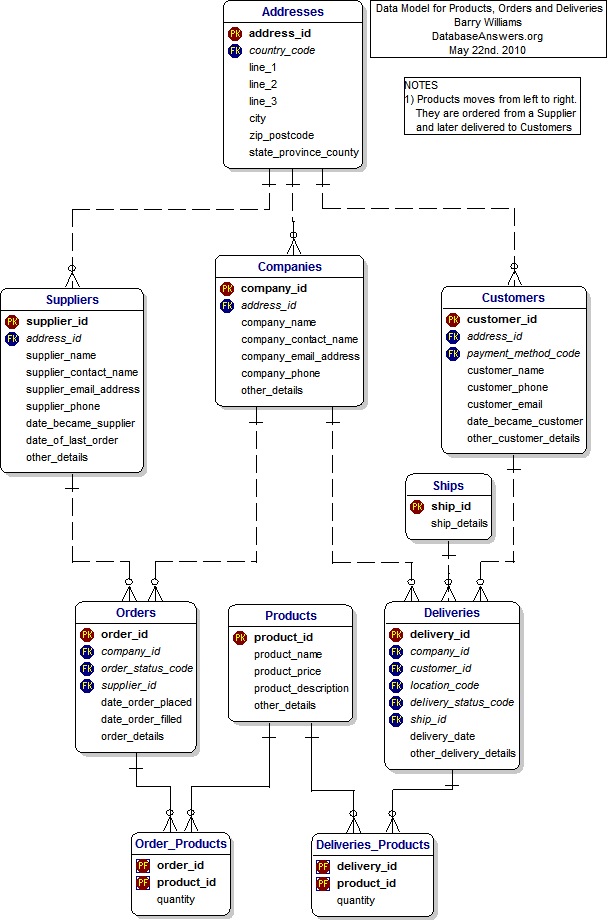 Data Model for Products, Orders and Deliveries
Barry Williams
DatabaseAnswers.org
May 22nd. 2010
NOTES
1) Products moves from left to right.
They are ordered from a Supplier
and later delivered to Customers
Addresses
PK address_id
FK country_code
line_1
line_2
line_3
city
zip_postcode
state_province_county
Suppliers
PK supplier_id
FK address_id
supplier_name
supplier_contact_name
supplier_email_address
supplier_phone
date_became_supplier
date_of_last_order
other_details
Companies
PK company_id
FK address_id
company_name
company_contact_name
company_email_address
company_phone
other_details
Customers
PK customer_id
FK address_id
FK payment_method_code
customer_name
customer_phone
customer_email
date_became_customer
other_customer_details
Ships
PK ship_id
ship_details
Orders
PK order_id
FK company_id
FK order_status_code
FK supplier_id
date_order_placed
date_order_filled
order_details
Products
PK product_id
product_name
product_price
product_description
other_details
Deliveries
PK delivery_id
FK company_id
FK customer_id
FK location_code
FK delivery_status_code
FK ship_id
delivery_date
other_delivery_details
Order_Products
PF order_id
PF product_id
quantity
Deliveries_Products
PF delivery_id
PF product_id
quantity